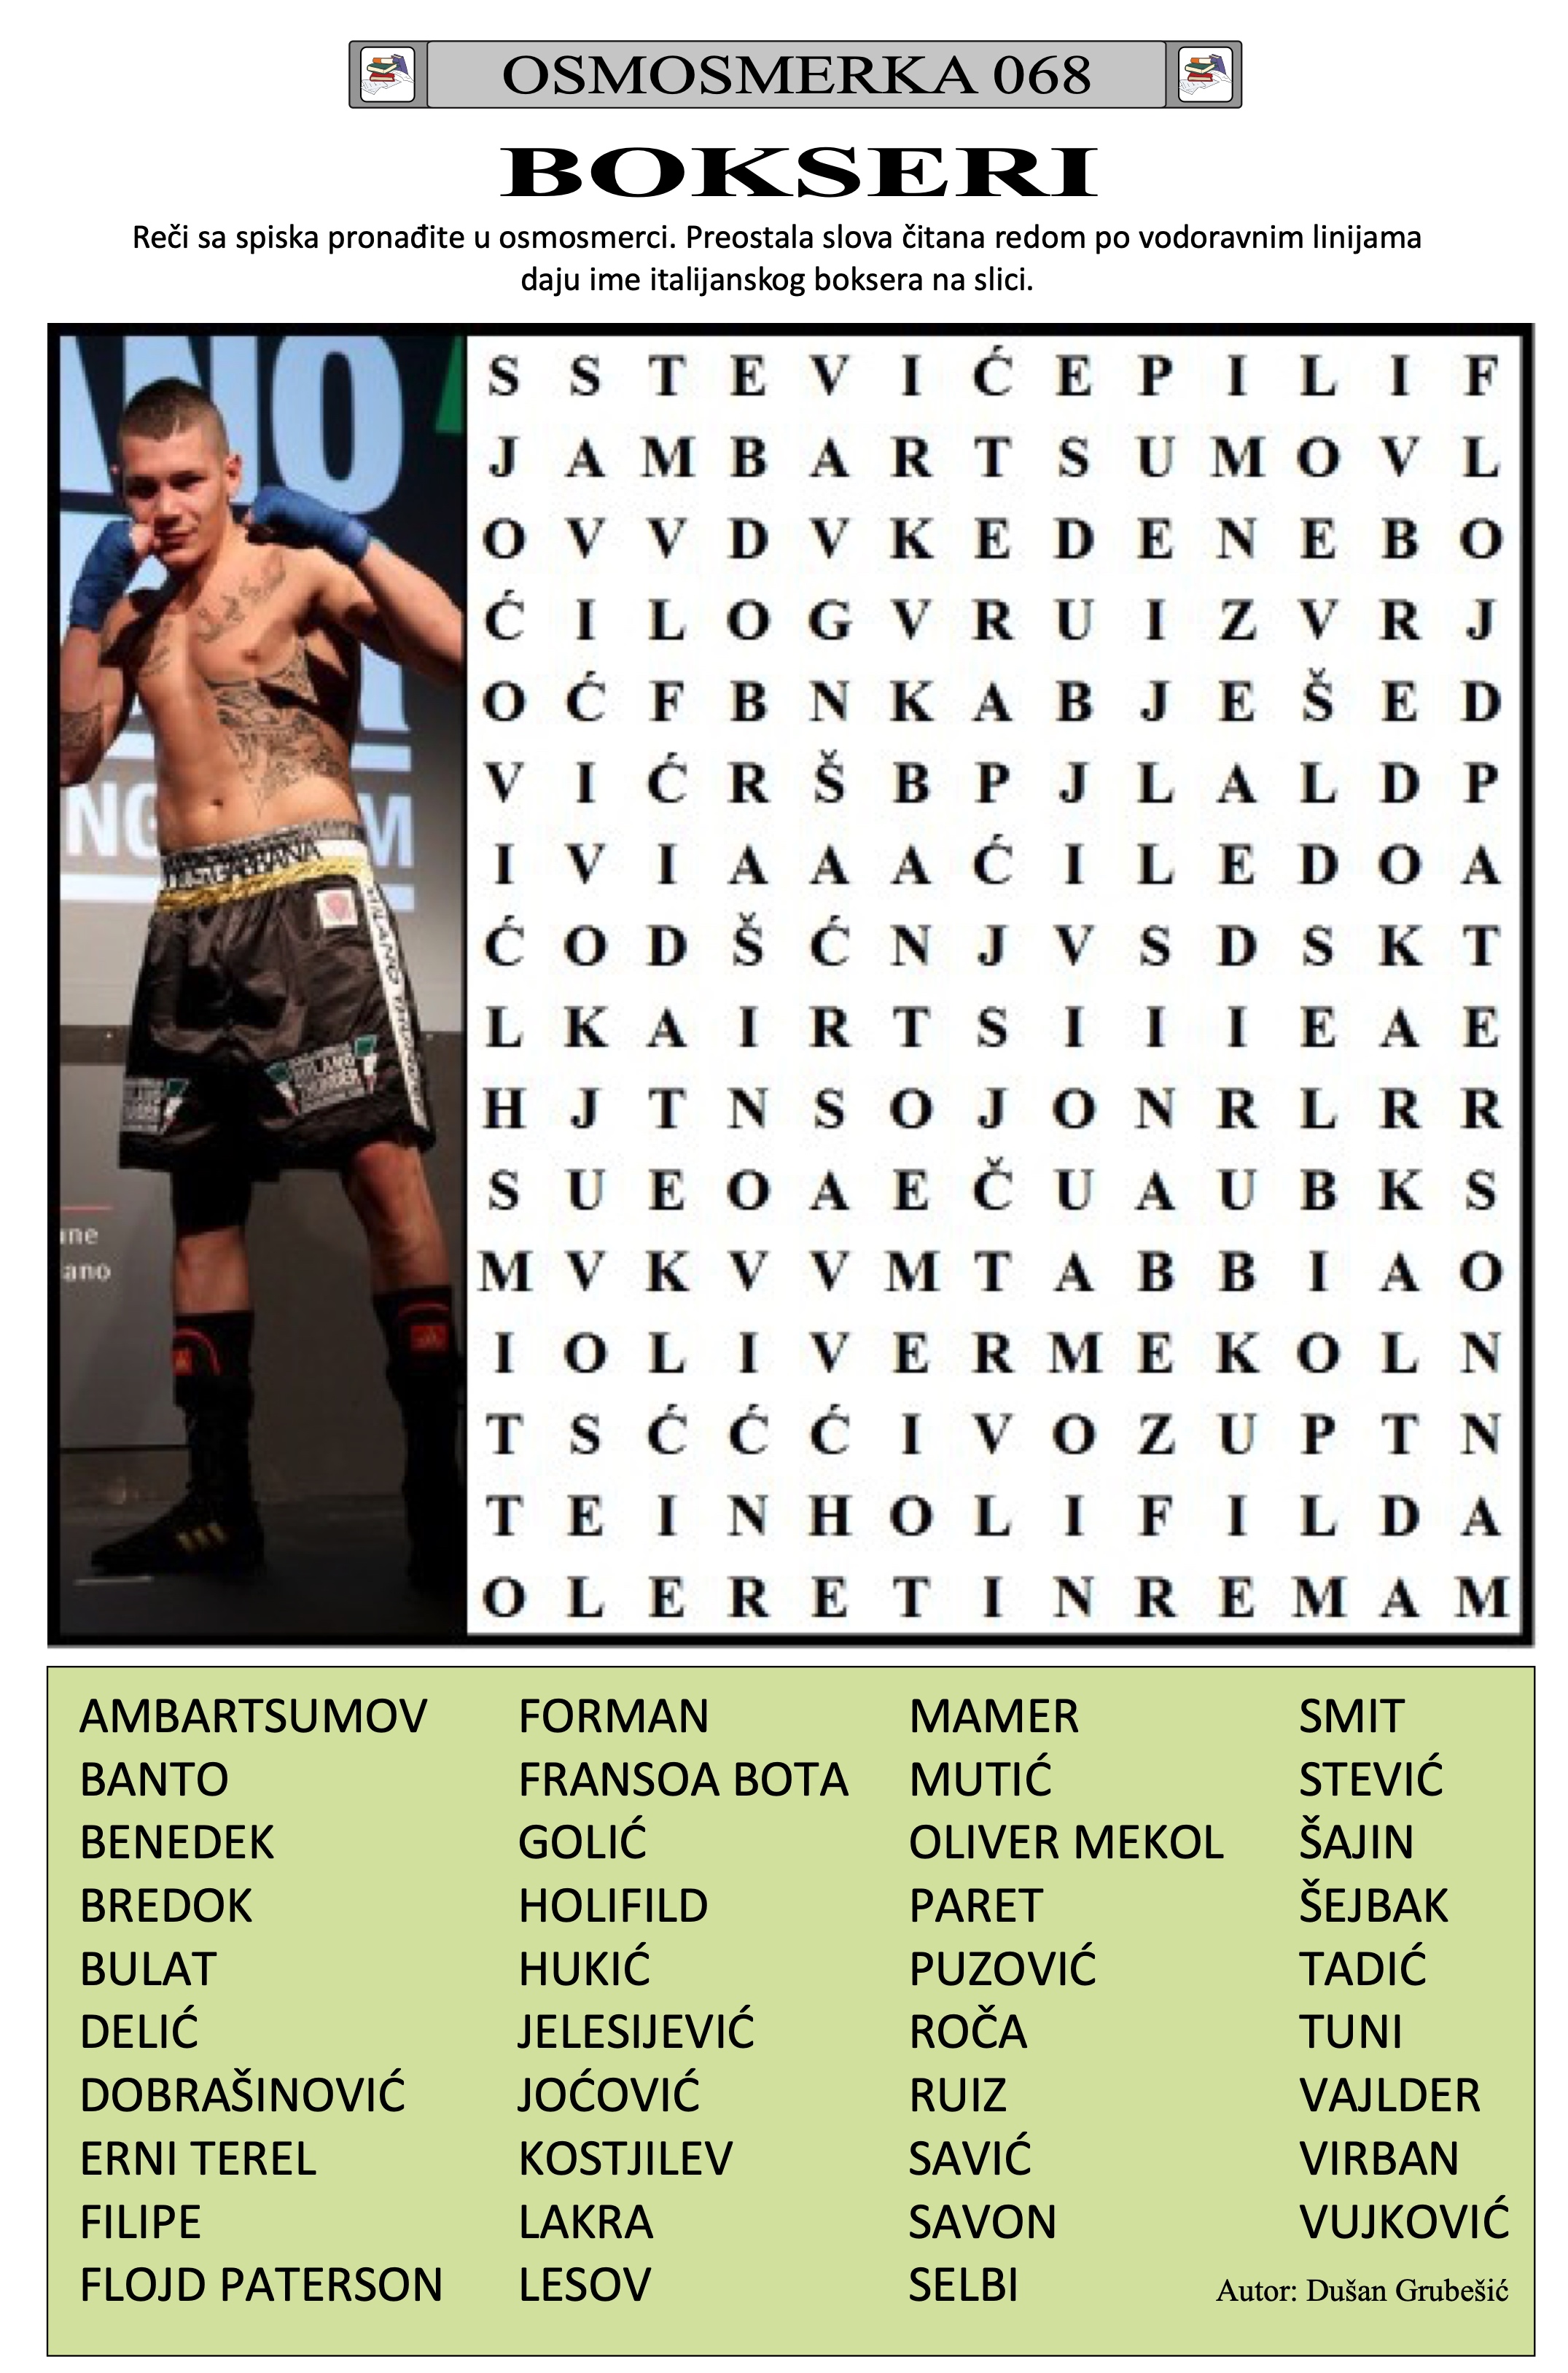 OSMOSMERKA 068
BOKSERI
Reči sa spiska pronađite u osmosmerci. Preostala slova čitana redom po vodoravnim linijama
daju ime italijanskog boksera na slici.
S S T E V I Ć E P I L I F
J A M B A R T S U M O V L
O V V D V K E D E N E B O
Ć I L O G V R U I Z V R J
O Ć F B N K A B J E Š E D
V I Ć R Š B P J L A L D P
I V I A A A Ć I L E D O A
Ć O D Š Ć N J V S D S K T
L K A I R T S I I I E A E
H J T N S O J O N R L R R
S U E O A E Č U A U B K S
M V K V V M T A B B I A O
I O L I V E R M E K O L N
T S Ć Ć Ć I V O Z U P T N
T E I N H O L I F I L D A
O L E R E T I N R E M A M
AMBARTSUMOV FORMAN MAMER SMIT
BANTO FRANSOA BOTA MUTIĆ STEVIĆ
BENEDEK GOLIĆ OLIVER MEKOL ŠAJIN
BREDOK HOLIFILD PARET ŠEJBAK
BULAT HUKIĆ PUZOVIĆ TADIĆ
DELIĆ JELESIJEVIĆ ROČA TUNI
DOBRAŠINOVIĆ JOĆOVIĆ RUIZ VAJLDER
ERNI TEREL KOSTJILEV SAVIĆ VIRBAN
FILIPE LAKRA SAVON VUJKOVIĆ
FLOJD PATERSON LESOV SELBI Autor: Dušan Grubešić